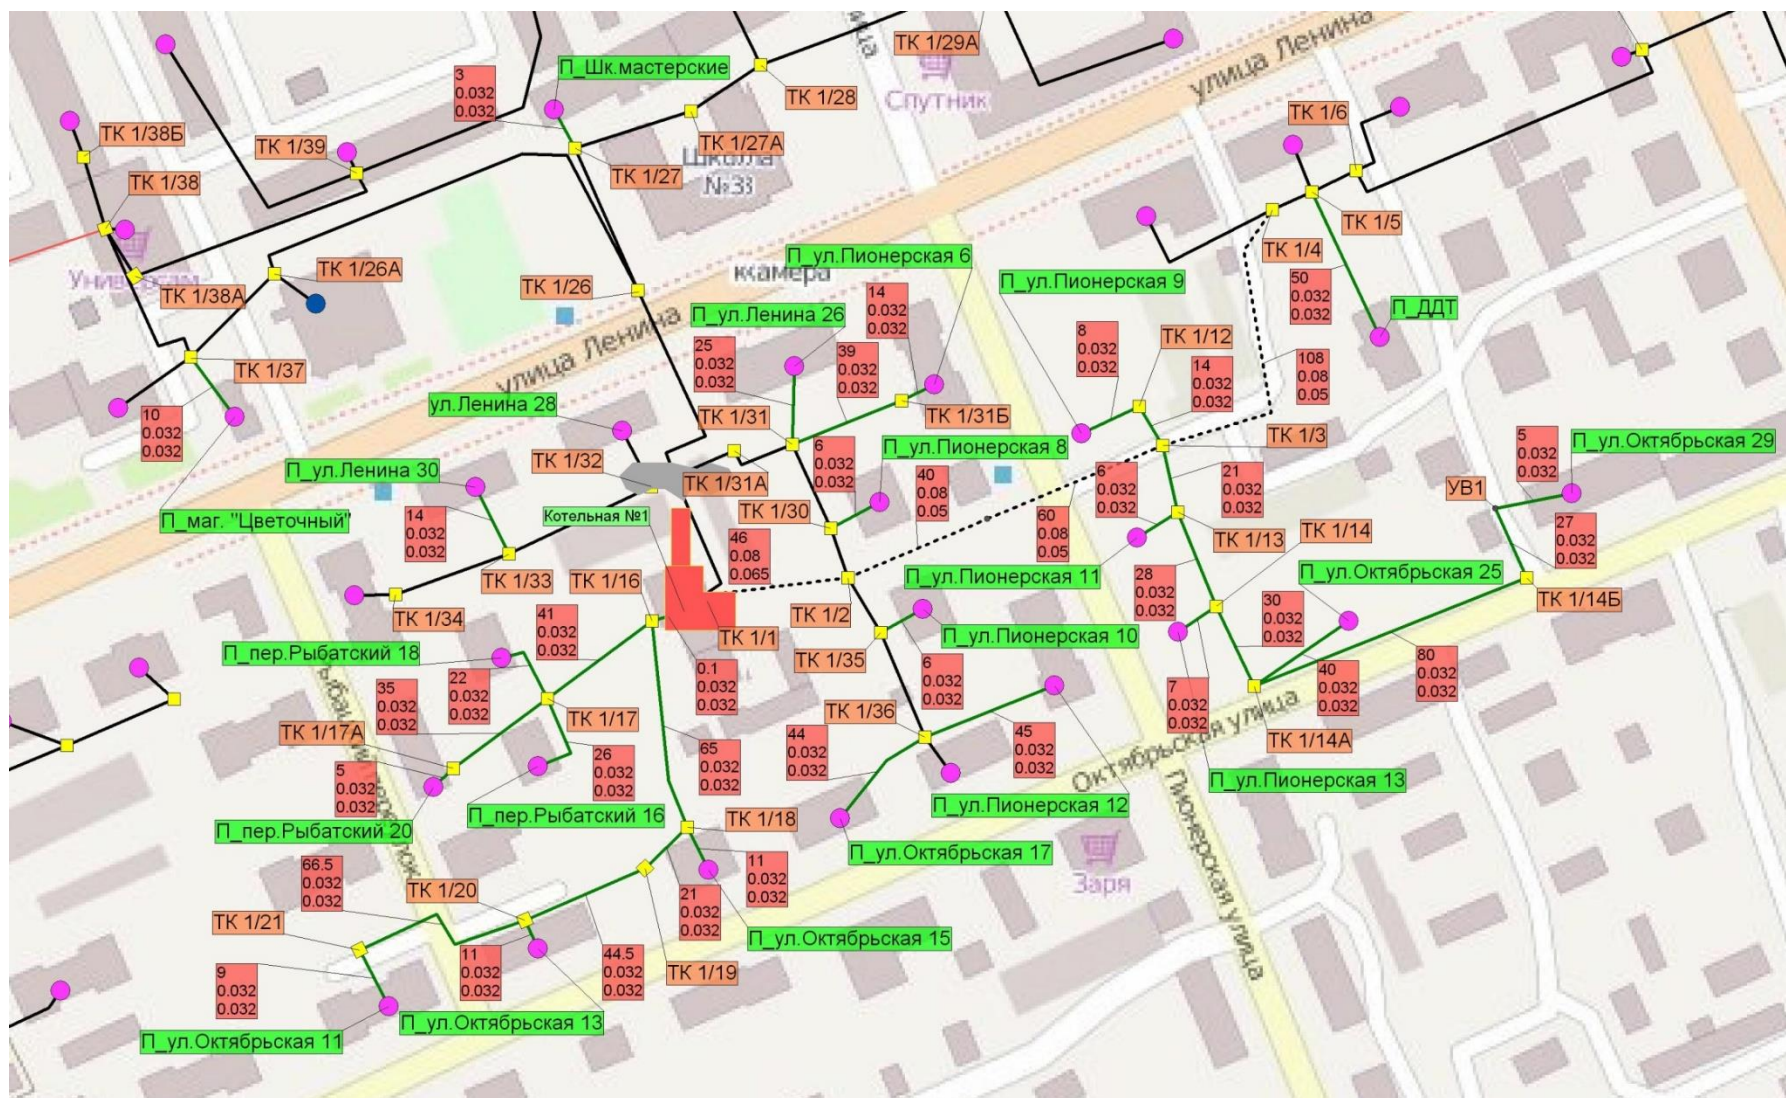 ТК 1/29А
Спутник
улица Ленина
П_Шк.мастерские
3
0.032
0.032
ТК 1/28
ТК 1/27А
ТК 1/6
ТК 1/38Б
ТК 1/39
ТК 1/38
ТК 1/27
Школа
№33
ТК 1/5
ТК 1/4
Универсам
ТК 1/26А
ТК 1/38А
ТК 1/26
камера
П_ул.Пионерская 6
П_ул.Пионерская 9
50
0.032
0.032
П_ДДТ
14
0.032
0.032
П_ул.Ленина 26
25
0.032
0.032
39
0.032
0.032
8
0.032
0.032
ТК 1/12
14
0.032
0.032
108
0.08
0.05
улица Ленина
ТК 1/37
10
0.032
0.032
ул.Ленина 28
ТК 1/31
ТК 1/31Б
ТК 1/3
5
0.032
0.032
П_ул.Октябрьская 29
П_ул.Ленина 30
ТК 1/32
6
0.032
0.032
П_ул.Пионерская 8
ТК 1/31А
40
0.08
0.05
6
0.032
0.032
21
0.032
0.032
УВ1
П_маг. "Цветочный"
14
0.032
0.032
Котельная №1
ТК 1/30
60
0.08
0.05
ТК 1/13
ТК 1/14
27
0.032
0.032
46
0.08
0.065
ТК 1/33
ТК 1/16
П_ул.Пионерская 11
П_ул.Октябрьская 25
ТК 1/34
ТК 1/1
ТК 1/2
28
0.032
0.032
30
0.032
0.032
ТК 1/14Б
41
0.032
0.032
П_пер.Рыбатский 18
П_ул.Пионерская 10
ТК 1/35
22
0.032
0.032
0.1
0.032
0.032
6
0.032
0.032
35
0.032
0.032
7
0.032
0.032
40
0.032
0.032
80
0.032
0.032
ТК 1/17
ТК 1/17А
ТК 1/36
44
0.032
0.032
45
0.032
0.032
ТК 1/14А
Октябрьская улица
65
0.032
0.032
26
0.032
0.032
5
0.032
0.032
П_ул.Пионерская 13
П_пер.Рыбатский 16
П_ул.Пионерская 12
П_пер.Рыбатский 20
ТК 1/18
П_ул.Октябрьская 17
Пионерская улица
Заря
66.5
0.032
0.032
ТК 1/20
11
0.032
0.032
21
0.032
0.032
ТК 1/21
П_ул.Октябрьская 15
11
0.032
0.032
44.5
0.032
0.032
ТК 1/19
9
0.032
0.032
П_ул.Октябрьская 13
П_ул.Октябрьская 11